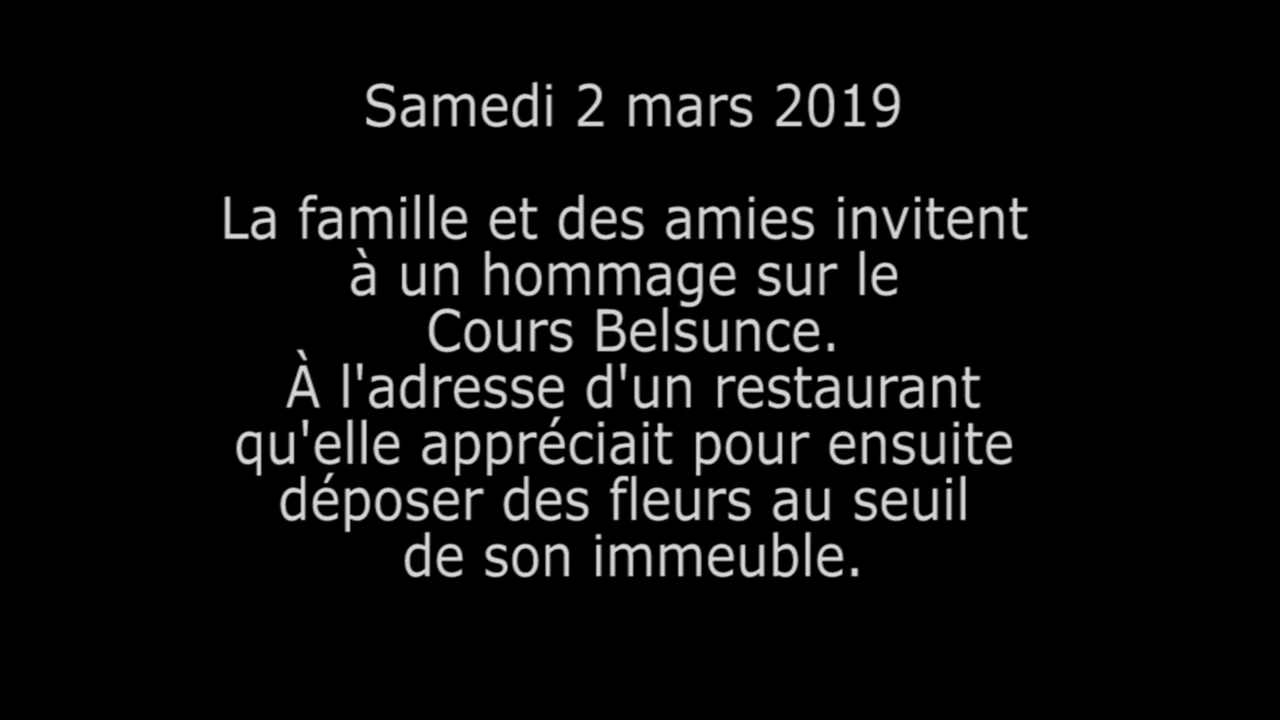 Samedi 2 mars 2019
La famille et des amies invitent
à un hommage sur le
Cours Belsunce.
À l'adresse d'un restaurant
qu'elle appréciait pour ensuite
déposer des fleurs au seuil
de son immeuble.